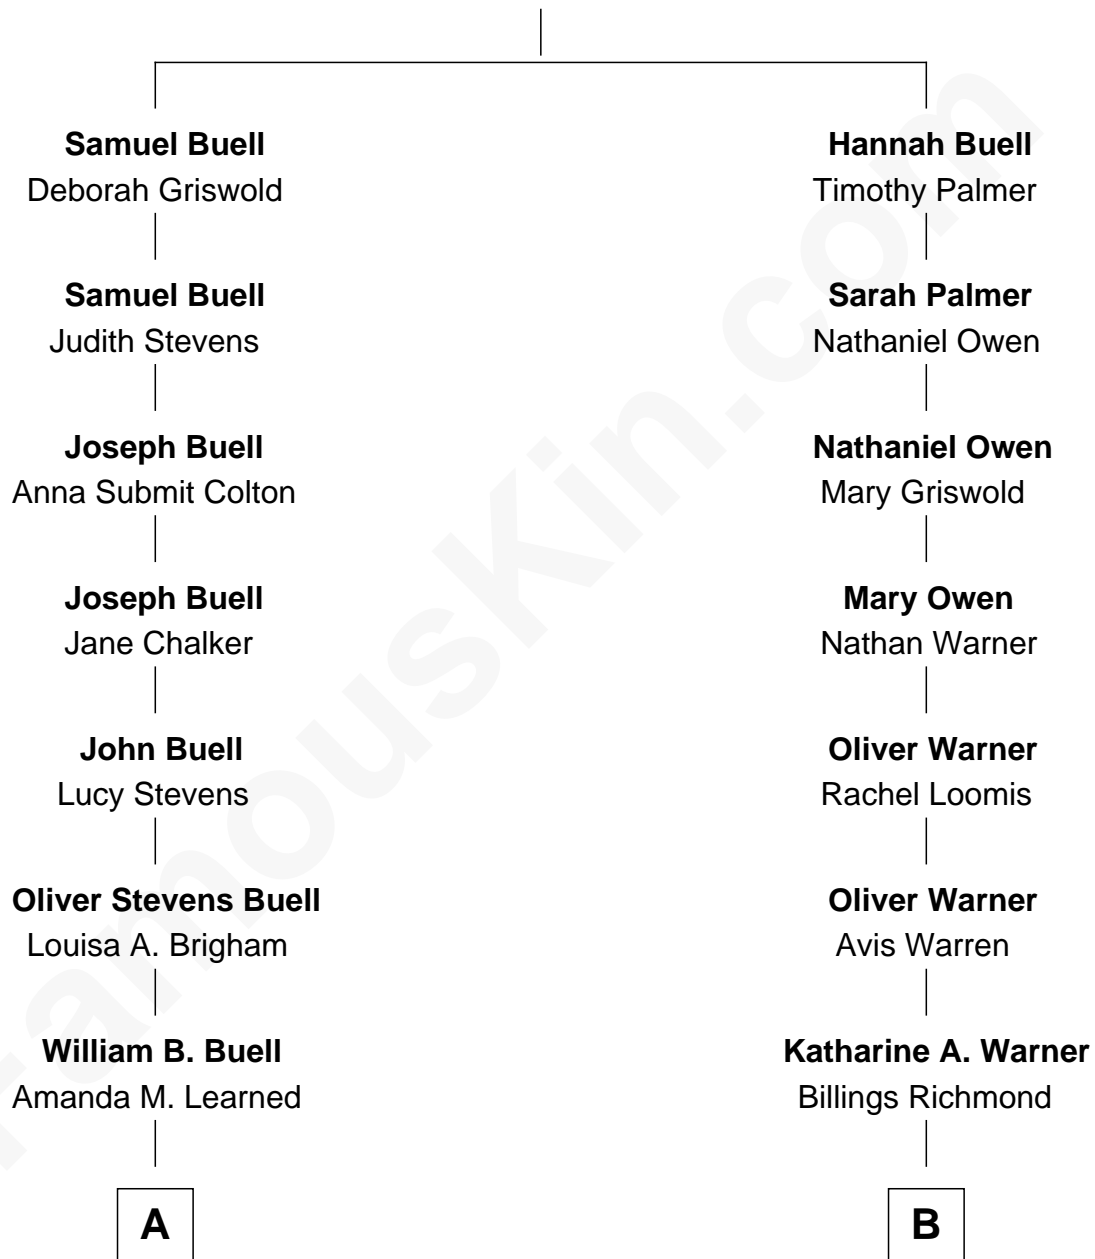 Samuel Buell
Deborah Griswold
Samuel Buell
Judith Stevens
Joseph Buell
Anna Submit Colton
Joseph Buell
Jane Chalker
John Buell
Lucy Stevens
Oliver Stevens Buell
Louisa A. Brigham
William B. Buell
Amanda M. Learned
A
Hannah Buell
Timothy Palmer
Sarah Palmer
Nathaniel Owen
Nathaniel Owen
Mary Griswold
Mary Owen
Nathan Warner
Oliver Warner
Rachel Loomis
Oliver Warner
Avis Warren
Katharine A. Warner
Billings Richmond
B
FamousKin.com